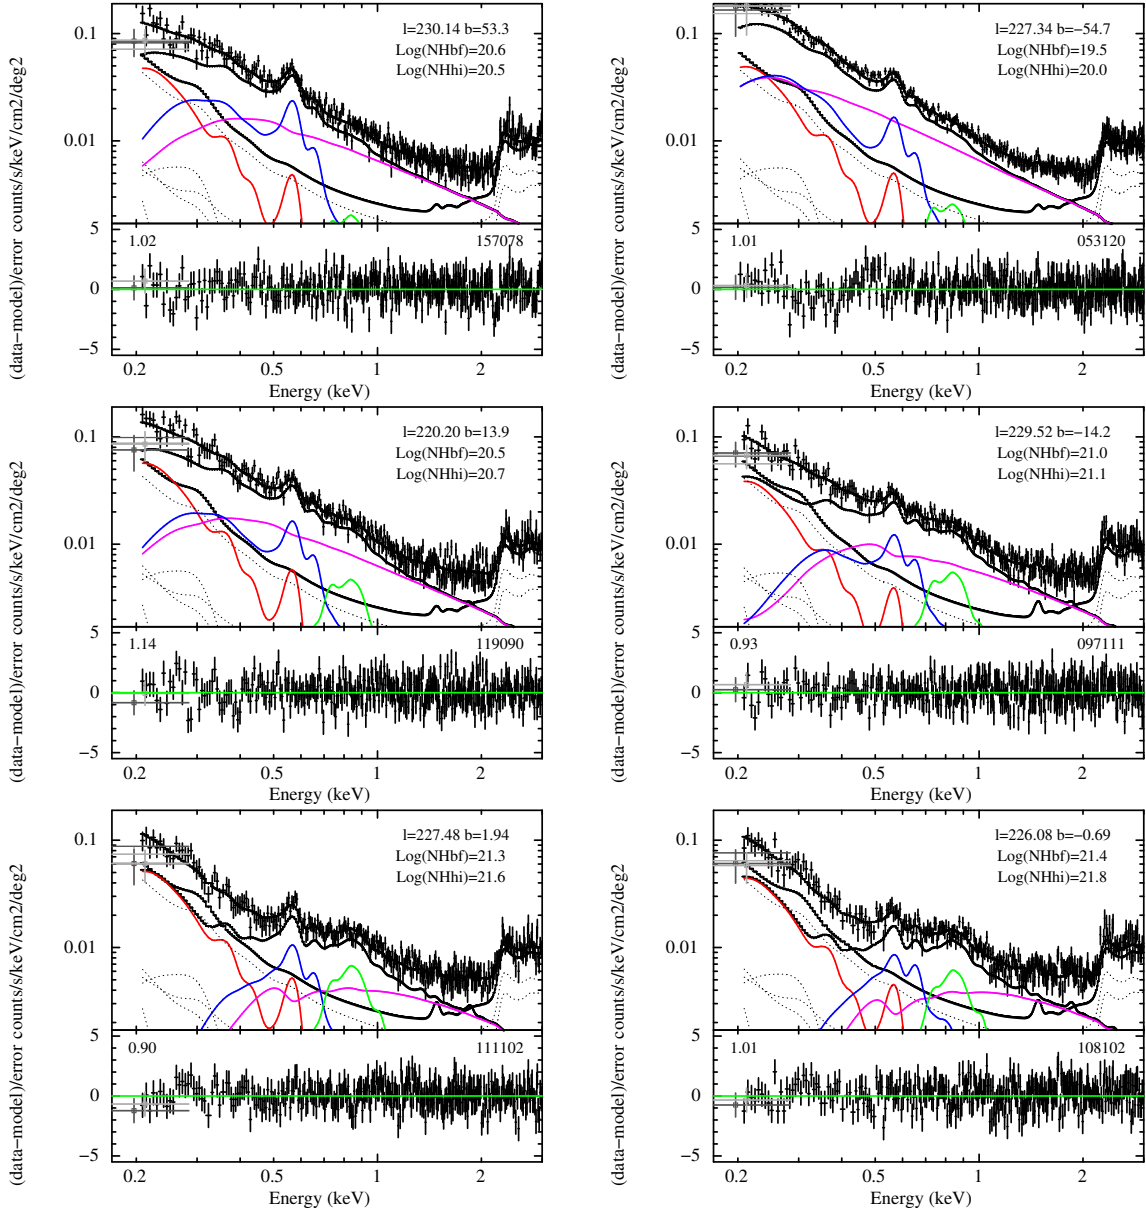 (data−model)/error counts/s/keV/cm2/deg2
0.1
0.01
l=230.14 b=53.3
Log(NHbf)=20.6
Log(NHhi)=20.5
5
0
−5
1.02
157078
0.2
0.5
1
2
Energy (keV)
(data−model)/error counts/s/keV/cm2/deg2
0.1
0.01
l=227.34 b=−54.7
Log(NHbf)=19.5
Log(NHhi)=20.0
5
0
−5
1.01
053120
0.2
0.5
1
2
Energy (keV)
(data−model)/error counts/s/keV/cm2/deg2
0.1
0.01
l=220.20 b=13.9
Log(NHbf)=20.5
Log(NHhi)=20.7
5
0
−5
1.14
119090
0.2
0.5
1
2
Energy (keV)
(data−model)/error counts/s/keV/cm2/deg2
0.1
0.01
l=229.52 b=−14.2
Log(NHbf)=21.0
Log(NHhi)=21.1
5
0
−5
0.93
097111
0.2
0.5
1
2
Energy (keV)
(data−model)/error counts/s/keV/cm2/deg2
0.1
0.01
l=227.48 b=1.94
Log(NHbf)=21.3
Log(NHhi)=21.6
5
0
−5
0.90
111102
0.2
0.5
1
2
Energy (keV)
(data−model)/error counts/s/keV/cm2/deg2
0.1
0.01
l=226.08 b=−0.69
Log(NHbf)=21.4
Log(NHhi)=21.8
5
0
−5
1.01
108102
0.2
0.5
1
2
Energy (keV)